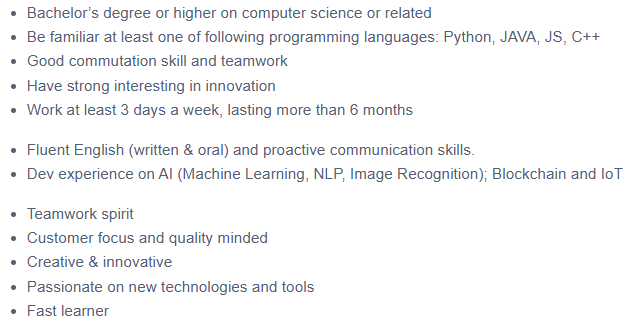 • Bachelor’s degree or higher on computer science or related
• Be familiar at least one of following programming languages: Python, JAVA, JS, C++
• Good commutation skill and teamwork
• Have strong interesting in innovation
• Work at least 3 days a week, lasting more than 6 months
• Fluent English (written & oral) and proactive communication skills.
• Dev experience on AI (Machine Learning, NLP, Image Recognition); Blockchain and IoT
• Teamwork spirit
• Customer focus and quality minded
• Creative & innovative
• Passionate on new technologies and tools
• Fast learner